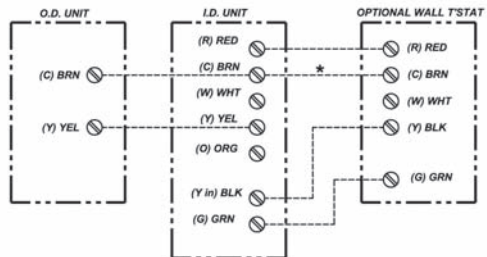 O.D. UNIT
I.D. UNIT
OPTIONAL WALL T'STAT
(C) BRN
(Y) YEL
(R) RED
(C) BRN
(W) WHT
(Y) YEL
(O) ORG
(Y in) BLK
(G) GRN
*
(R) RED
(C) BRN
(W) WHT
(Y) BLK
(G) GRN